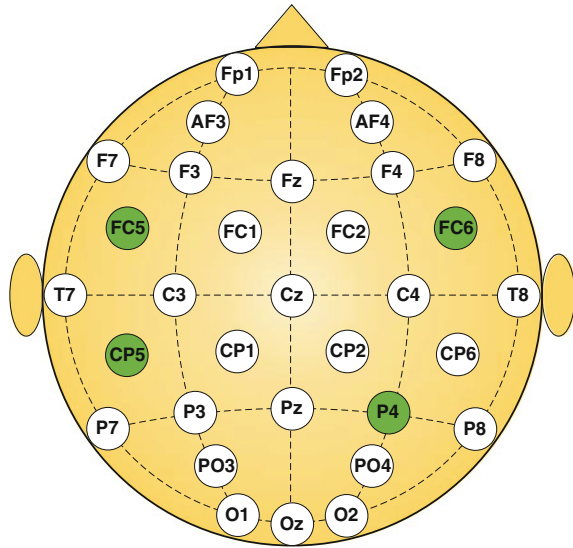 Fp1 Fp2
AF3 AF4
F7 F3 Fz F4 F8
FC5 FC1 FC2 FC6
T7 C3 Cz C4 T8
CP5 CP1 CP2 CP6
P7 P3 Pz P4 P8
PO3 PO4
O1 Oz O2